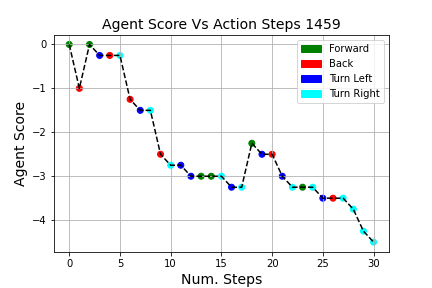 Agent Score Vs Action Steps 1459
Agent Score
0
−1
−2
−3
−4
Forward
Back
Turn Left
Turn Right
0 5 10 15 20 25 30
Num. Steps